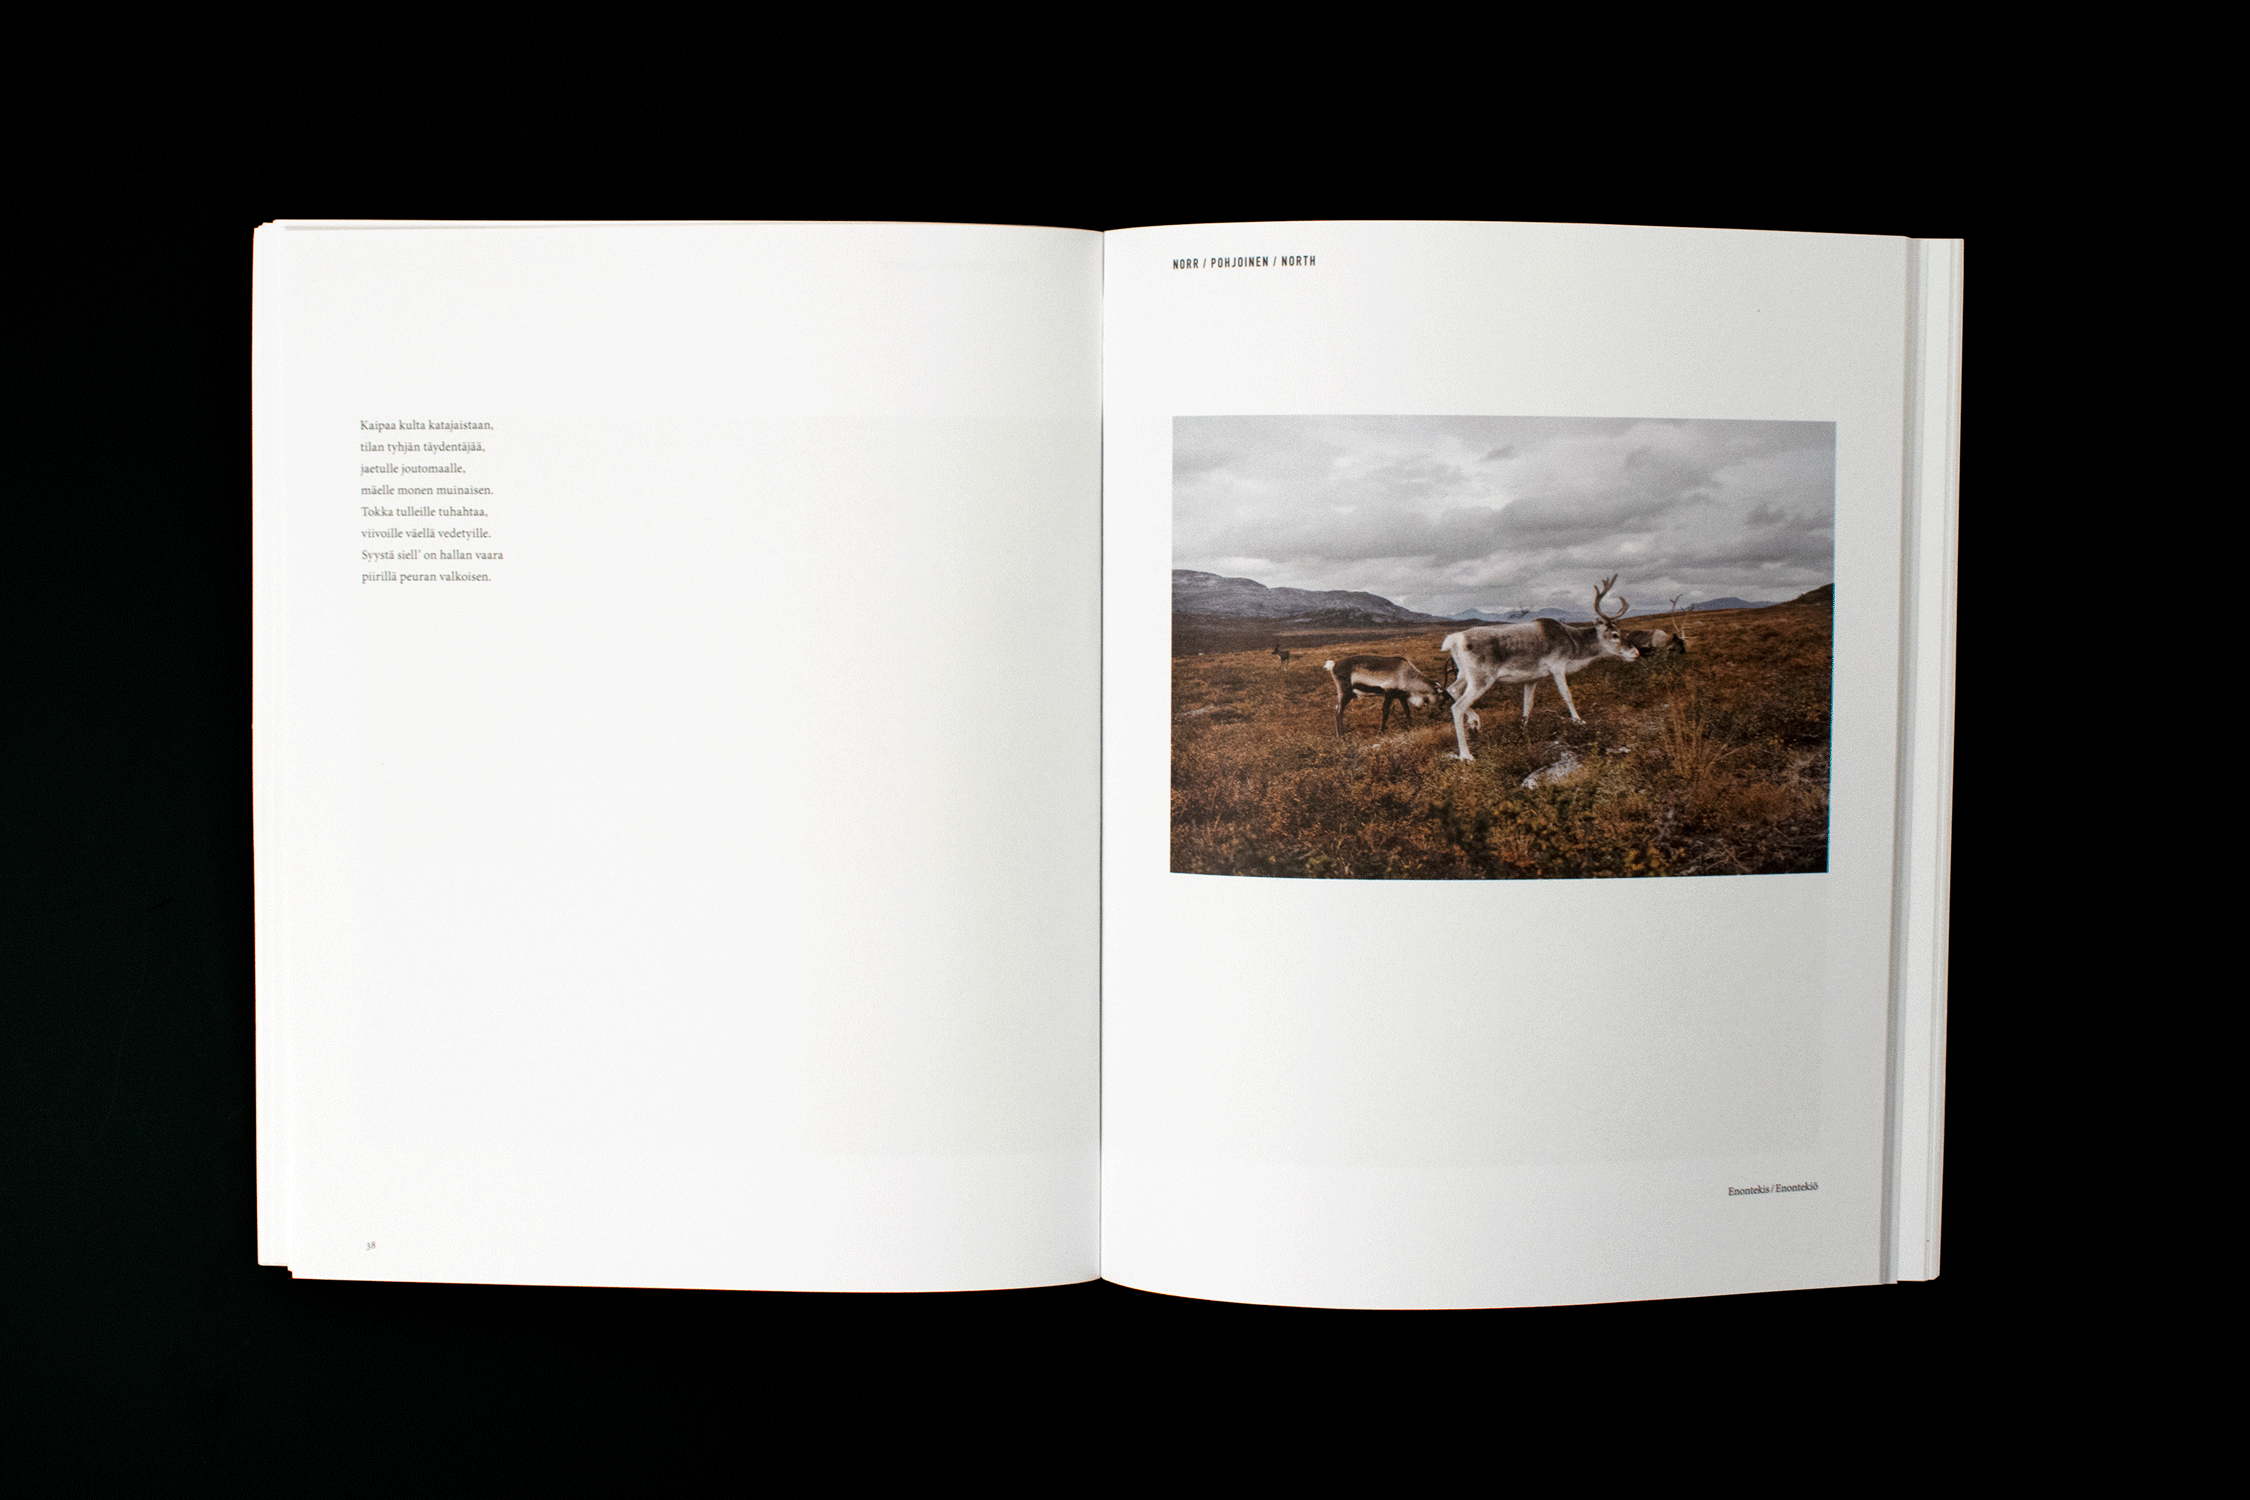 Kaipaa kulta katajaistaan,
tilan tyhjän täydentäjää,
jaetulle joutomaalle,
mäelle monen muinaisen.
Tokka tulleille tuhahtaa,
viivoille väellä vedetyille.
Syystä siell’ on hallan vaara
piirillä peuran valkoisen.
38
NORR / POHJOINEN / NORTH
Enontekis / Enontekiö